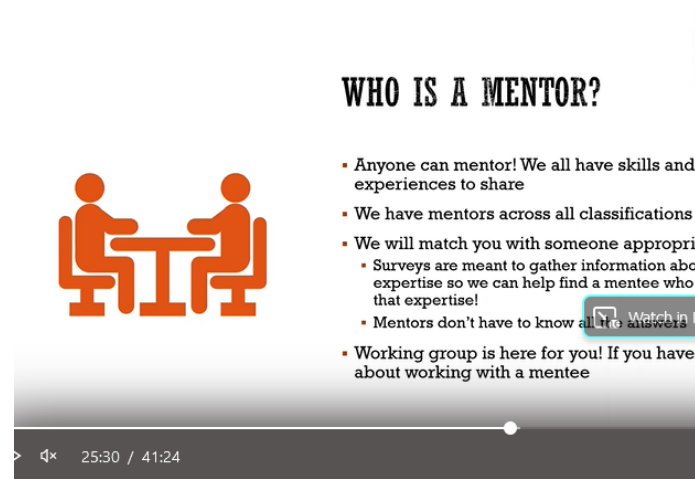 WHO IS A MENTOR?
Anyone can mentor! We all have skills and
experiences to share
We have mentors across all classifications
We will match you with someone appropri
Surveys are meant to gather information abo
expertise so we can help find a mentee who
that expertise!
Watch in
Mentors don't have to know all the answers
Working group is here for you! If you have
about working with a mentee
25:30 / 41:24